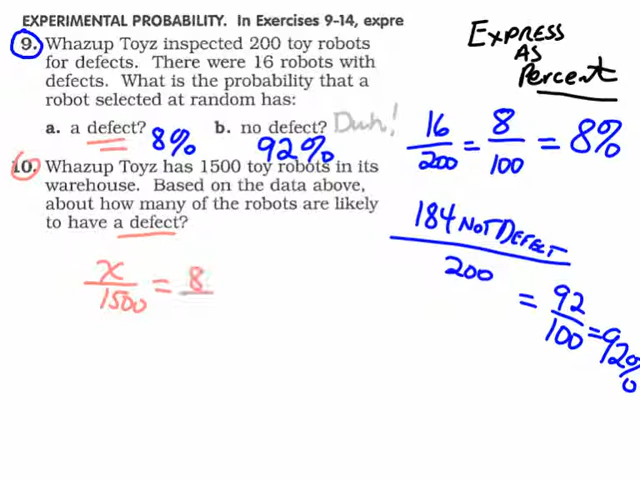 EXPERIMENTAL PROBABILITY. In Exercises 9-14, expre
9. Whazup Toyz inspected 200 toy robots
for defects. There were 16 robots with
defects. What is the probability that a
robot selected at random has:
a. a defect? 8% b. no defect? 92% Duh!
10. Whazup Toyz has 1500 toy robots in its
warehouse. Based on the data above,
about how many of the robots are likely
to have a defect?
x/1500 = 8
EXPRESS
AS
Percent
16/200 = 8/100 = 8%
184 NOT DEFECT
200
= 92/100 = 92%